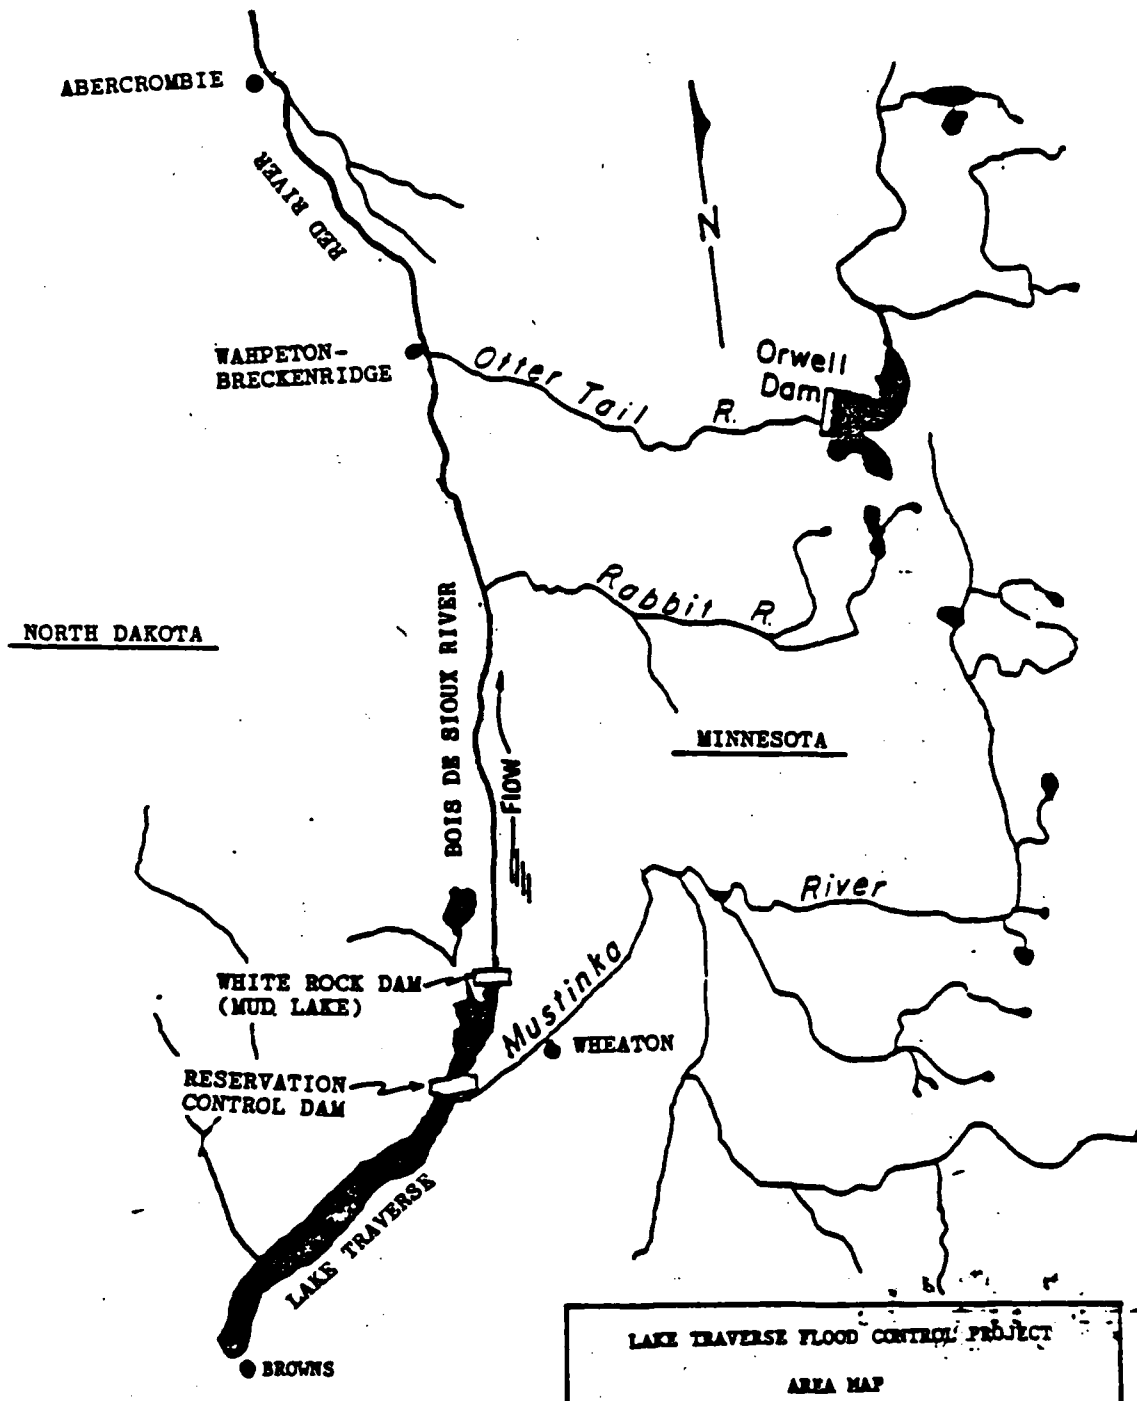 ABERCROMBIE
RED RIVER
N
WAHPETON-
BRECKENRIDGE
Otter Tail R.
Orwell
Dam
Rabbit R.
NORTH DAKOTA
BOIS DE SIOUX RIVER
MINNESOTA
FlOW
River
Mustinka
WHITE ROCK DAM
(MUD LAKE)
WHEATON
RESERVATION
CONTROL DAM
LAKE TRAVERSE
BROWNS
LAKE TRAVERSE FLOOD CONTROL PROJECT
AREA MAP